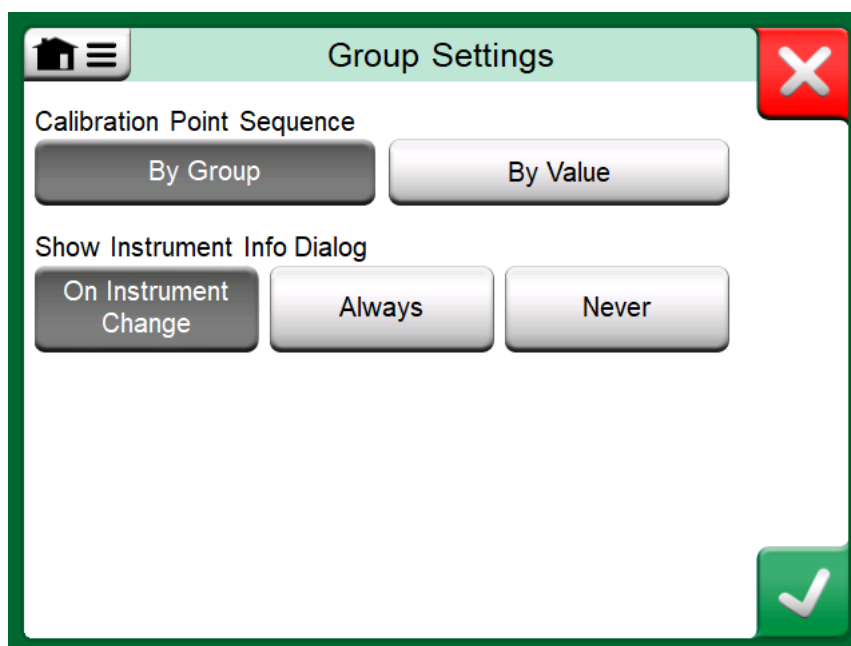 Group Settings
Calibration Point Sequence
By Group
By Value
Show Instrument Info Dialog
On Instrument
Change
Always
Never